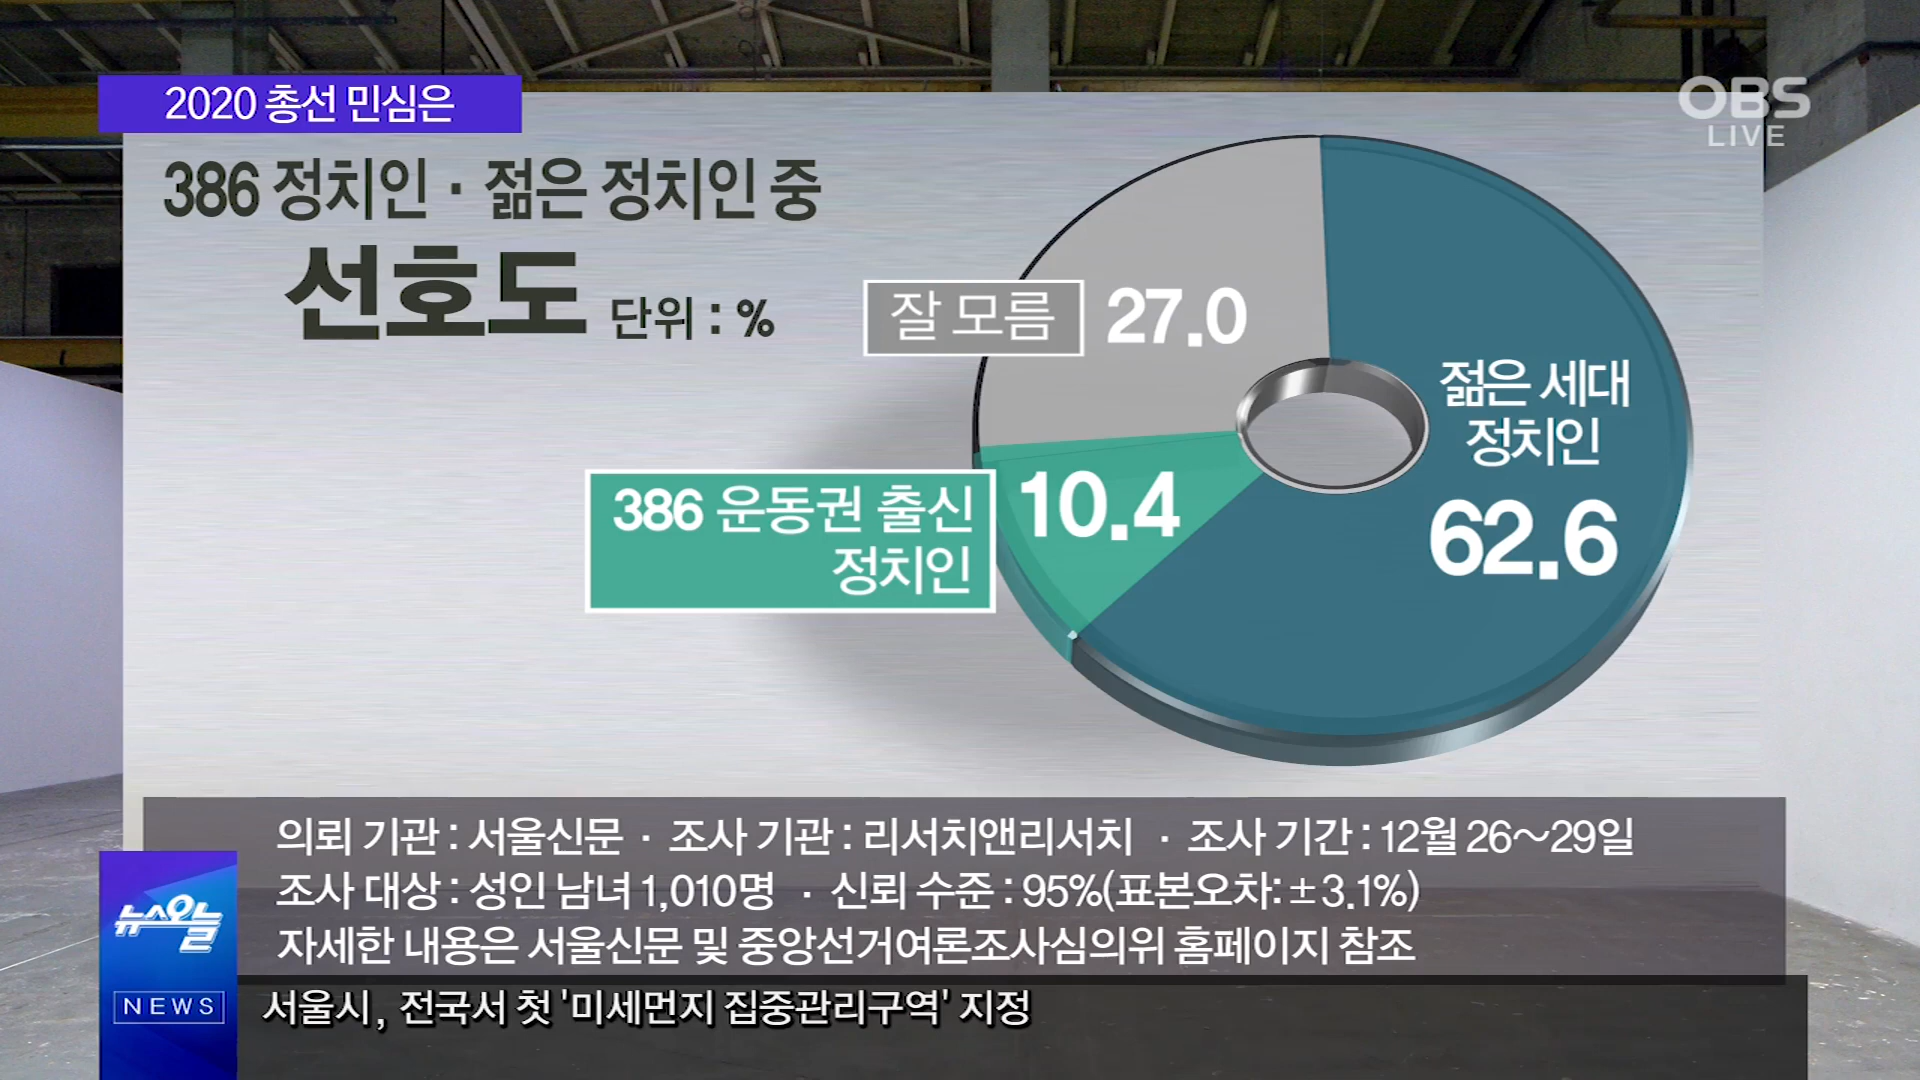 2020 총선 민심은
OBS
LIVE
386 정치인 · 젊은 정치인 중
선호도 단위 : %
잘 모름 27.0
젊은 세대
정치인
62.6
386 운동권 출신
정치인
10.4
의뢰 기관 : 서울신문 · 조사 기관 : 리서치앤리서치 · 조사 기간 : 12월 26~29일
조사 대상 : 성인 남녀 1,010명 · 신뢰 수준 : 95%(표본오차:±3.1%)
자세한 내용은 서울신문 및 중앙선거여론조사심의위 홈페이지 참조
뉴스오늘
NEWS
서울시, 전국서 첫 '미세먼지 집중관리구역' 지정